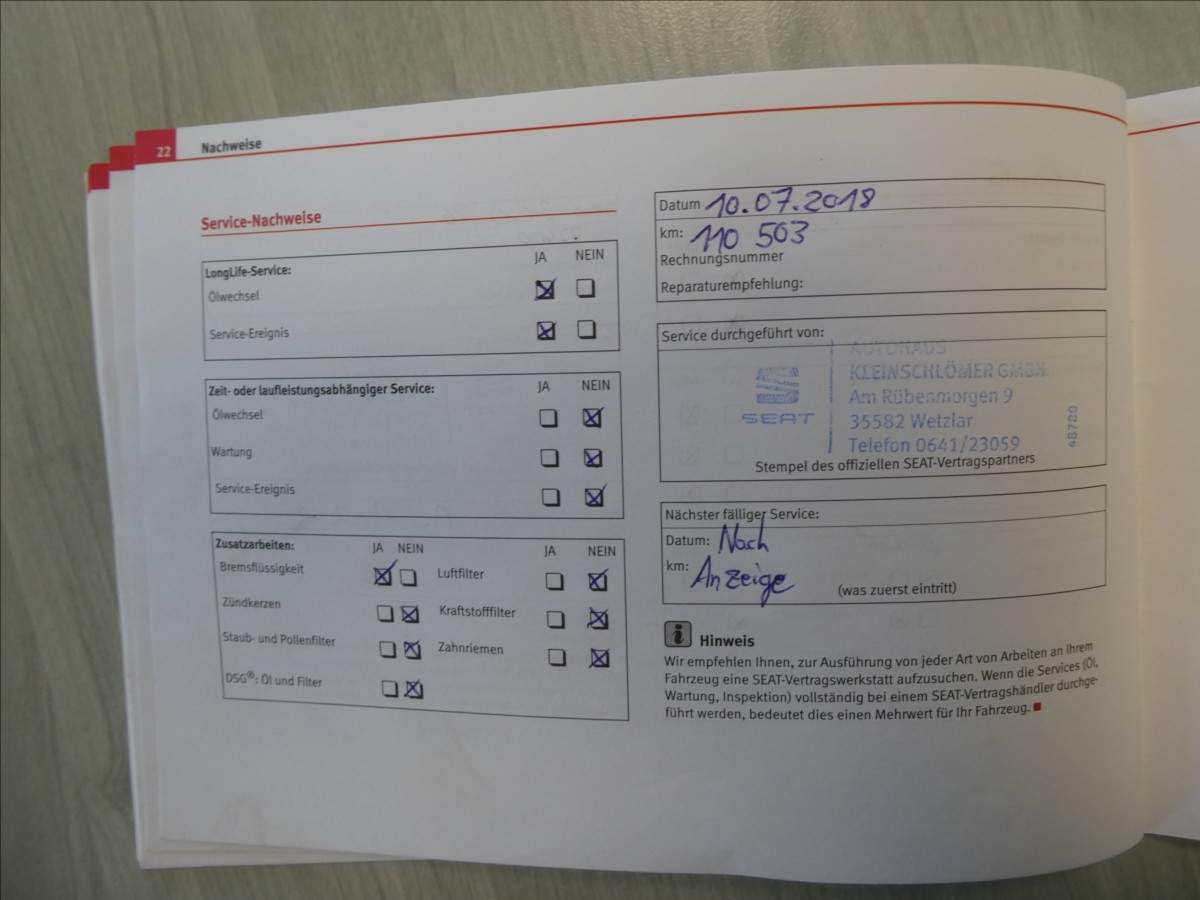 22 Nachweise
Service-Nachweise
JA NEIN
LongLife-Service:
Ölwechsel
Service-Ereignis
Zeit- oder laufleistungsabhängiger Service: JA NEIN
Ölwechsel
Wartung
Service-Ereignis
Zusatzarbeiten: JA NEIN JA NEIN
Bremsflüssigkeit Luftfilter
Zündkerzen Kraftstofffilter
Staub- und Pollenfilter Zahnriemen
DSG®: Öl und Filter
Datum 10.07.2018
km: 110 503
Rechnungsnummer
Reparaturempfehlung:
Service durchgeführt von:
AUTOHAUS
KLEINSCHLÖMER GMBH.
Am Rübenmorgen 9
SEAT
35582 Wetzlar
Telefon 0641/23059
48780
Stempel des offiziellen SEAT-Vertragspartners
Nächster fälliger Service:
Datum: Nach
km: Anzeige
(was zuerst eintritt)
i Hinweis
Wir empfehlen Ihnen, zur Ausführung von jeder Art von Arbeiten an Ihrem
Fahrzeug eine SEAT-Vertragswerkstatt aufzusuchen. Wenn die Services (Öl,
Wartung, Inspektion) vollständig bei einem SEAT-Vertragshändler durchge-
führt werden, bedeutet dies einen Mehrwert für Ihr Fahrzeug.